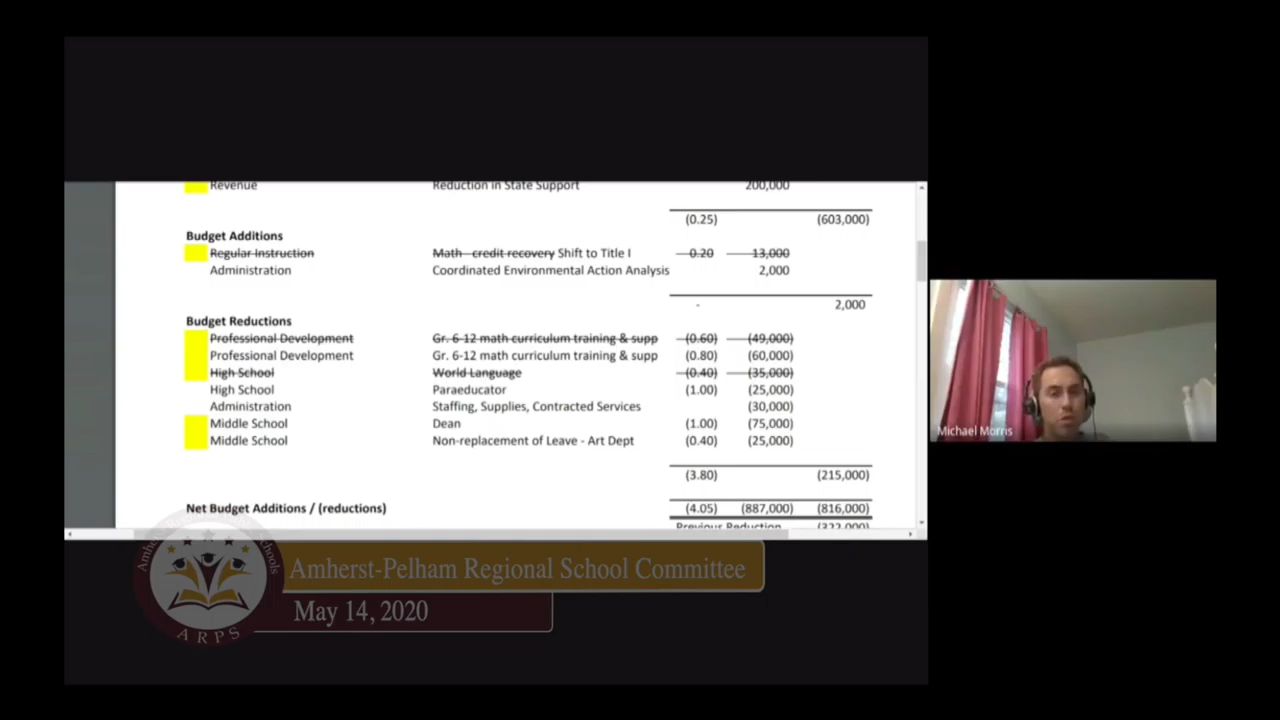 Revenue Reduction in State Support 200,000
(0.25) (603,000)
Budget Additions
Regular Instruction Math credit recovery Shift to Title I 0.20 13,000
Administration Coordinated Environmental Action Analysis 2,000
- 2,000
Budget Reductions
Professional Development Gr. 6-12 math curriculum training & supp (0.60) (49,000)
Professional Development Gr. 6-12 math curriculum training & supp (0.80) (60,000)
High School World Language (0.40) (35,000)
High School Paraeducator (1.00) (25,000)
Administration Staffing, Supplies, Contracted Services (30,000)
Middle School Dean (1.00) (75,000)
Middle School Non-replacement of Leave - Art Dept (0.40) (25,000)
(3.80) (215,000)
Net Budget Additions / (reductions) (4.05) (887,000) (816,000)
Previous Reduction (322,000)
Michael Morris
Amherst-Pelham Regional School Committee
May 14, 2020
ARPS